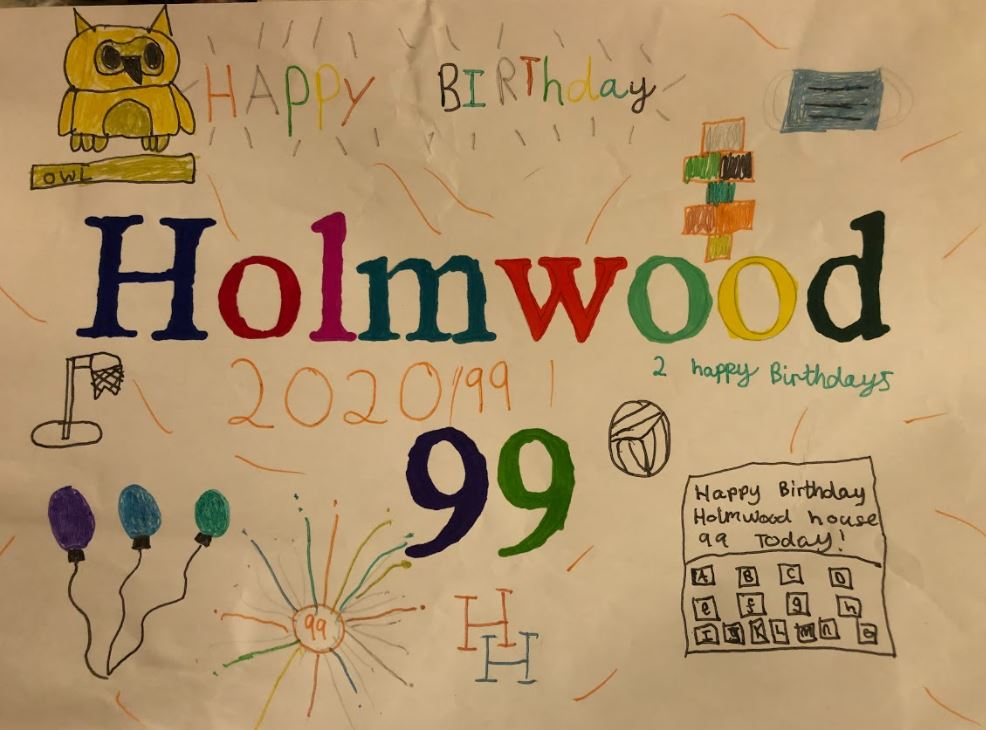 HAPPY BIRThday
OWL
Holmwood
2020/99!
2 happy Birthdays
99
Happy Birthday
Holmwood house
99 Today!
A B C D
e f g h
I J K L m n o
99
H
H